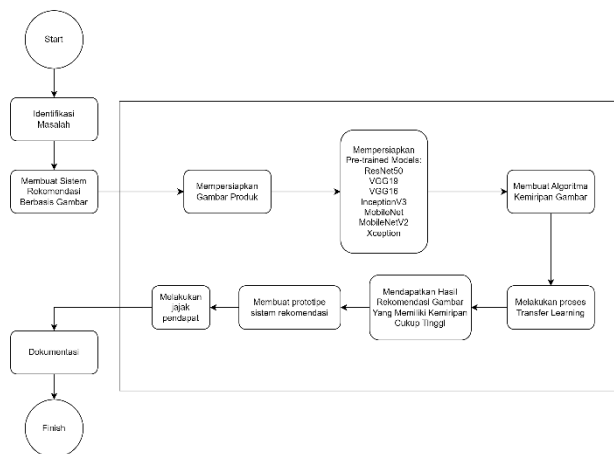 Start
Identifikasi
Masalah
Membuat Sistem
Rokomondasi
Berbasis Gambar
Mempersiapkan
Gambar Produk
Mempersiapkan
Pre-trained Models:
ResNet50
VGG19
VGG16
InceptionV3
MobileNet
MobileNetV2
Xception
Membuat Algoritma
Kemiripan Gambar
Melakukan proses
Transfer Learning
Mendapatkan Hasil
Rekomendasi Gambar
Yang Memiliki Kemiripan
Cukup Tinggi
Membuat prototipe
sistem rekomendasi
Melakukan
jajak
pendapat
Dokumentasi
Finish